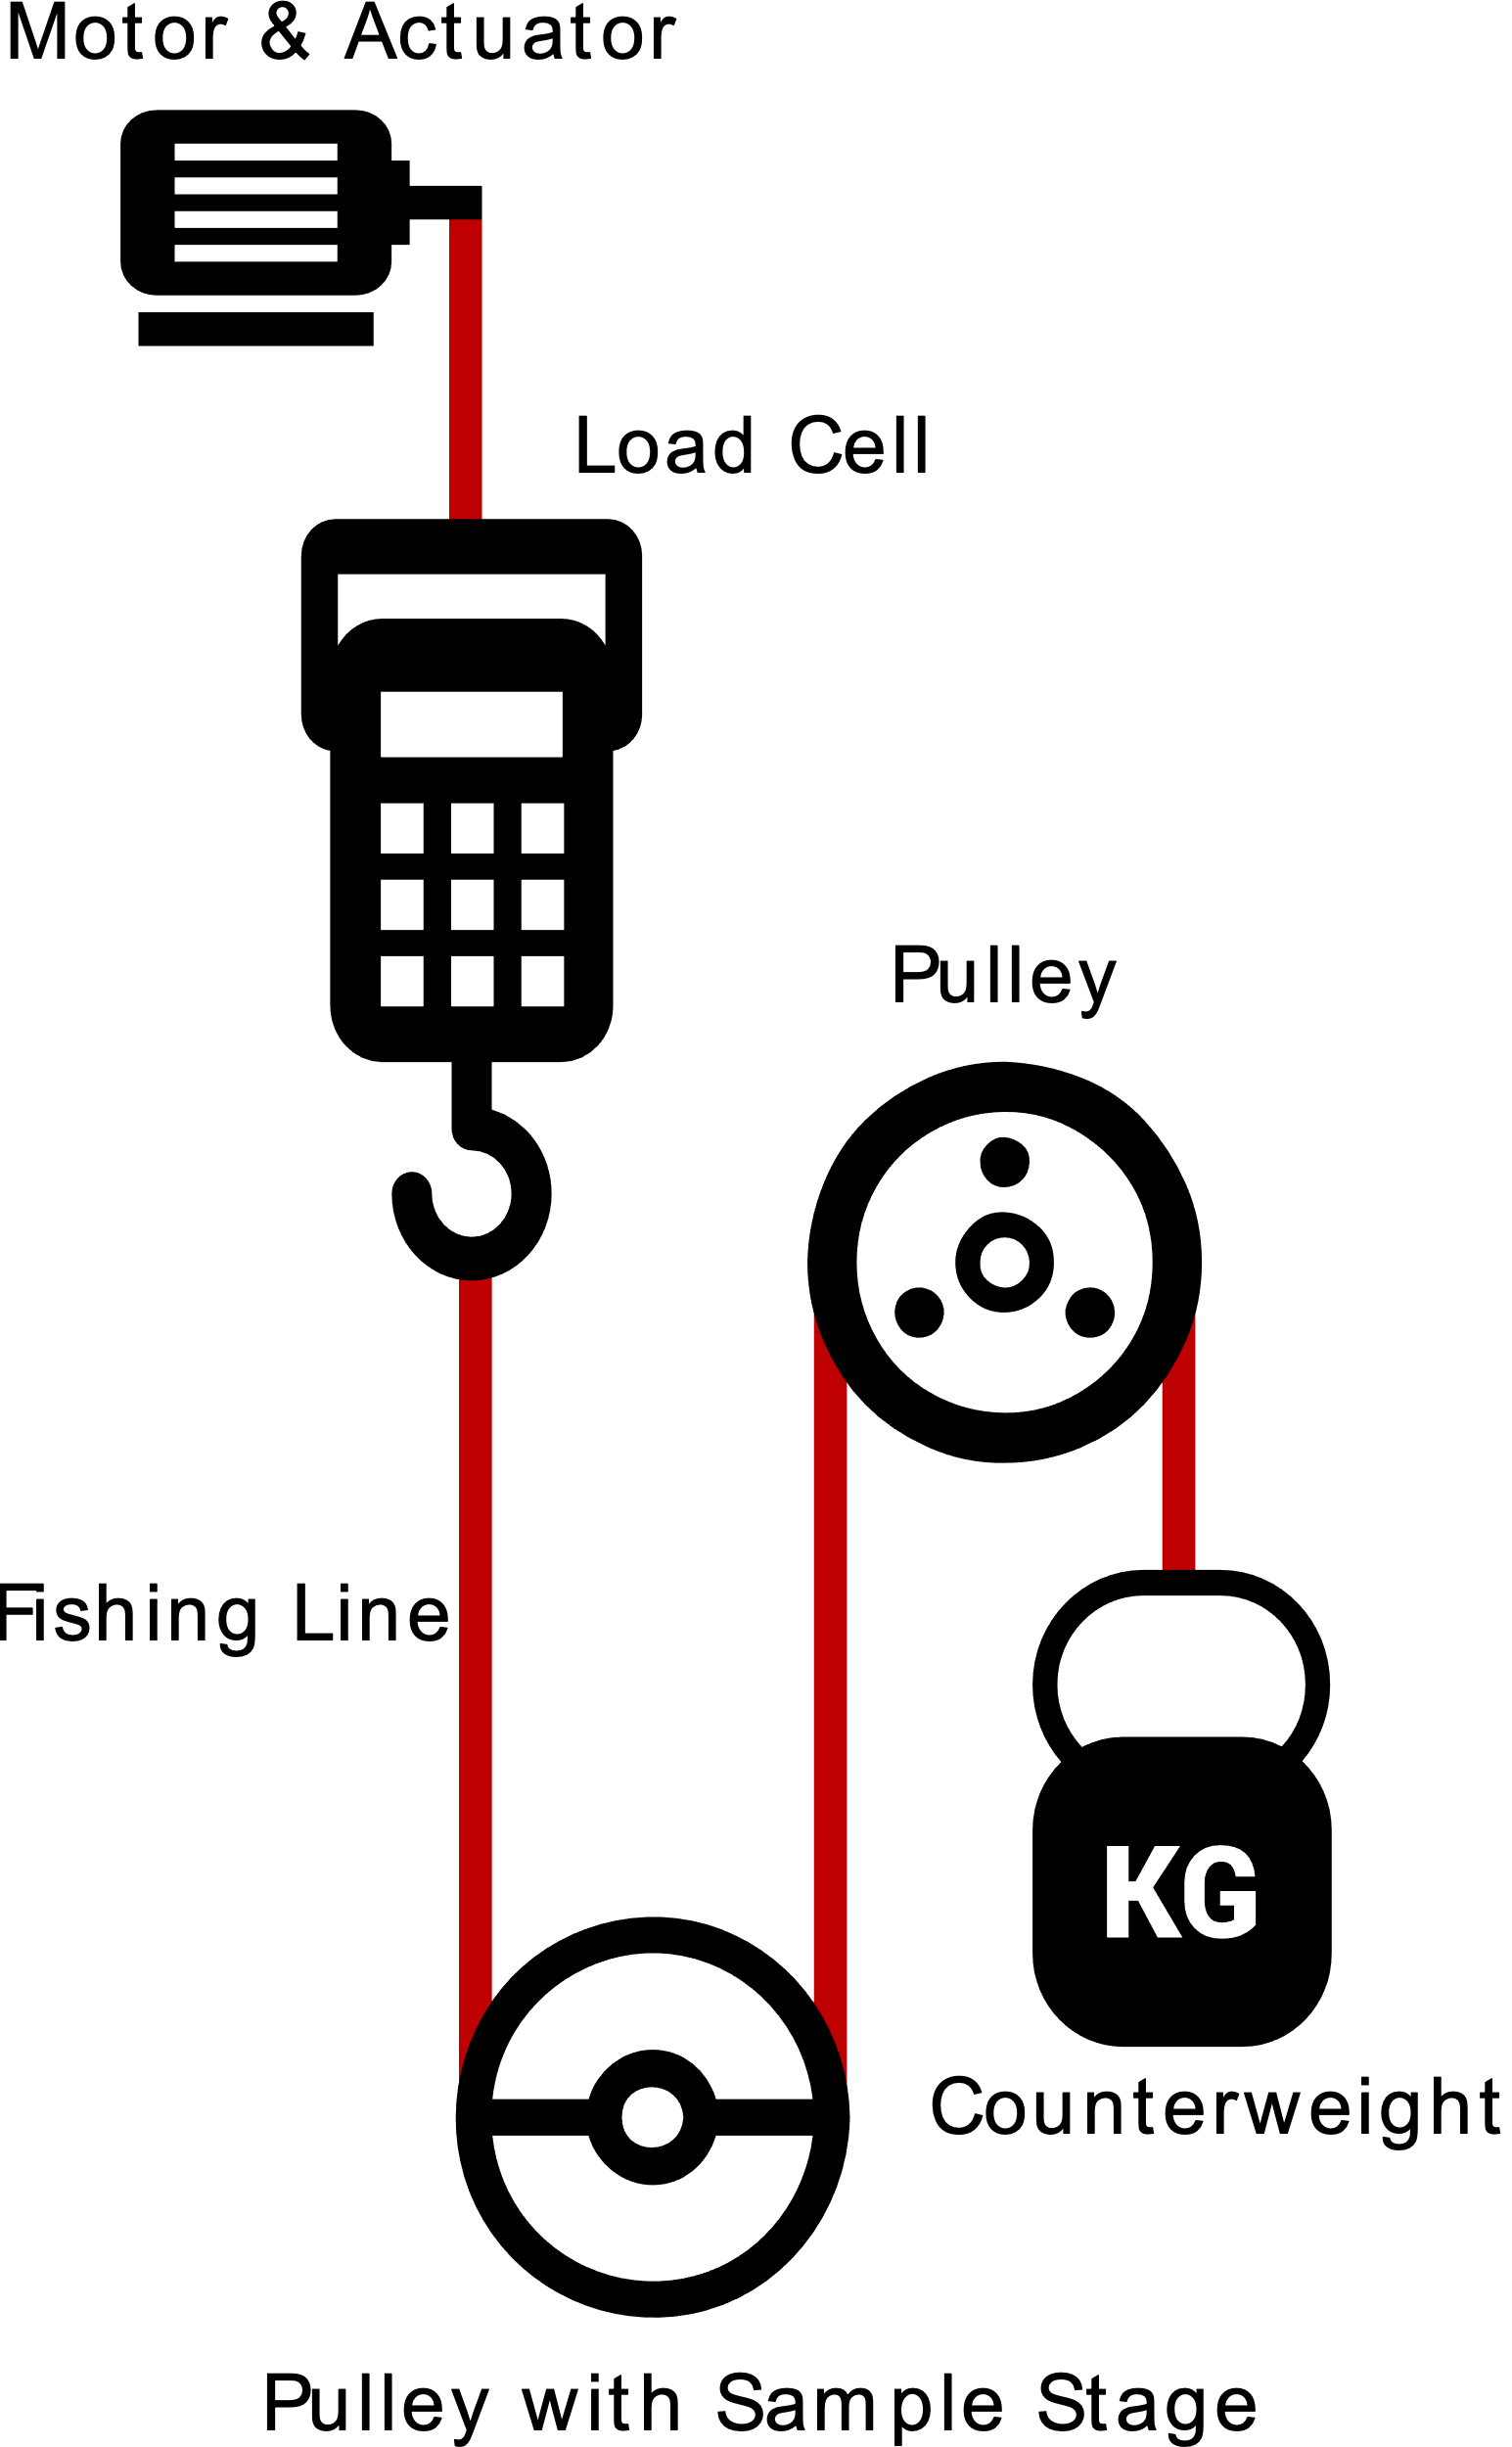 Motor & Actuator
Load Cell
Pulley
Fishing Line
KG
Counterweight
Pulley with Sample Stage